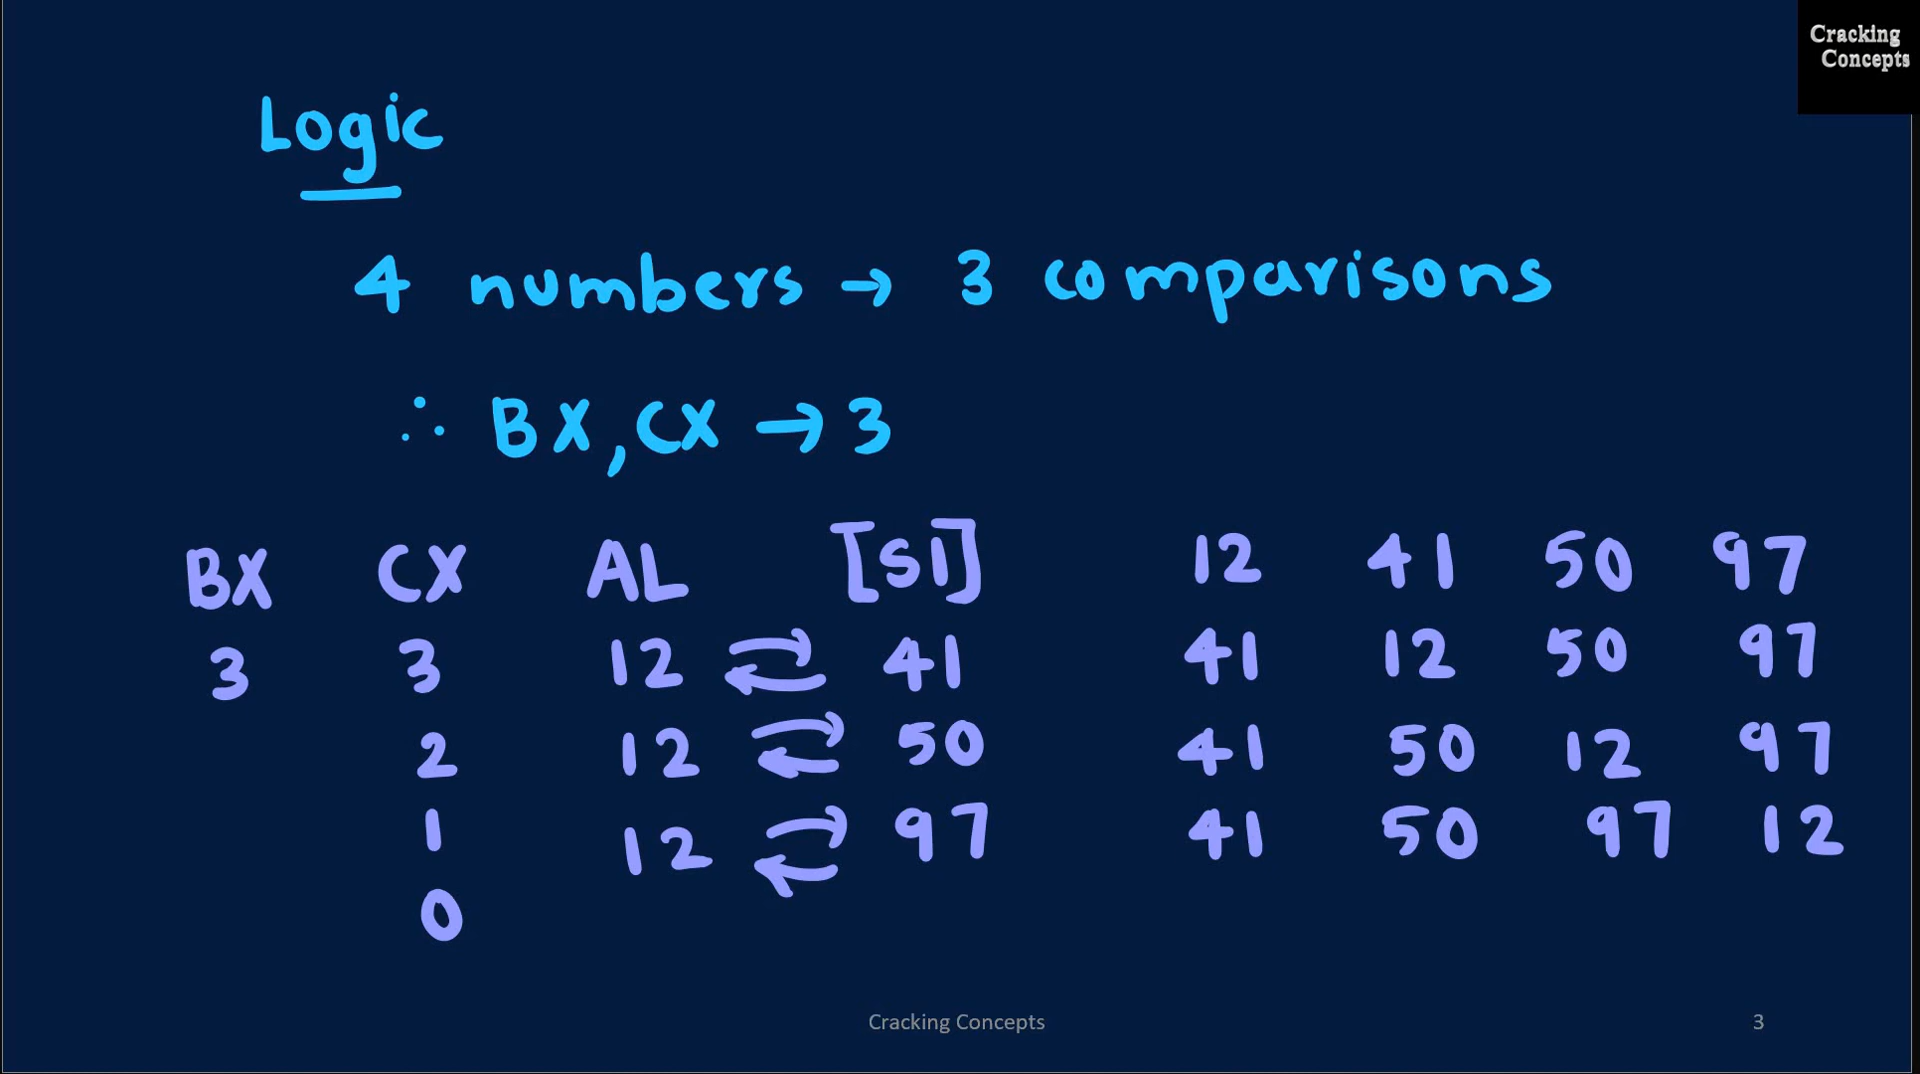 Cracking
Concepts
Logic
4 numbers → 3 comparisons
∴ BX, CX → 3
BX CX AL [SI] 12 41 50 97
3 3 12 ⇄ 41 41 12 50 97
2 12 ⇄ 50 41 50 12 97
1 12 ⇄ 97 41 50 97 12
0
Cracking Concepts 3